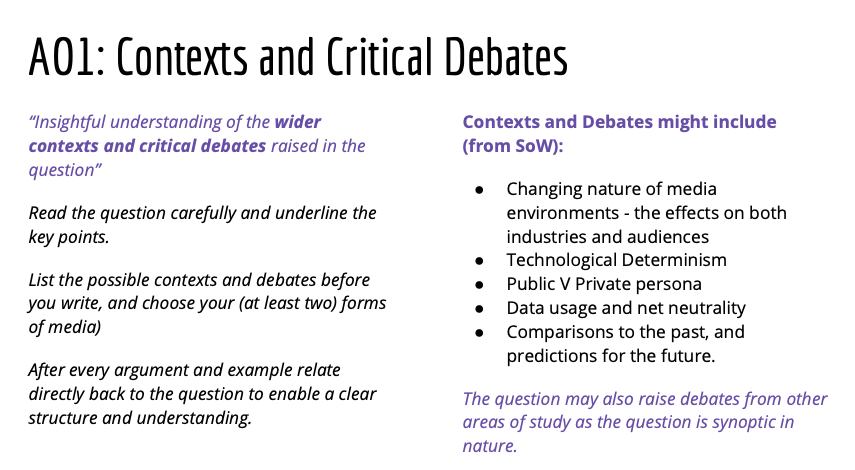 AO1: Contexts and Critical Debates
“Insightful understanding of the wider
contexts and critical debates raised in the
question”
Read the question carefully and underline the
key points.
List the possible contexts and debates before
you write, and choose your (at least two) forms
of media)
After every argument and example relate
directly back to the question to enable a clear
structure and understanding.
Contexts and Debates might include
(from SoW):
● Changing nature of media
environments - the effects on both
industries and audiences
● Technological Determinism
● Public V Private persona
● Data usage and net neutrality
● Comparisons to the past, and
predictions for the future.
The question may also raise debates from other
areas of study as the question is synoptic in
nature.